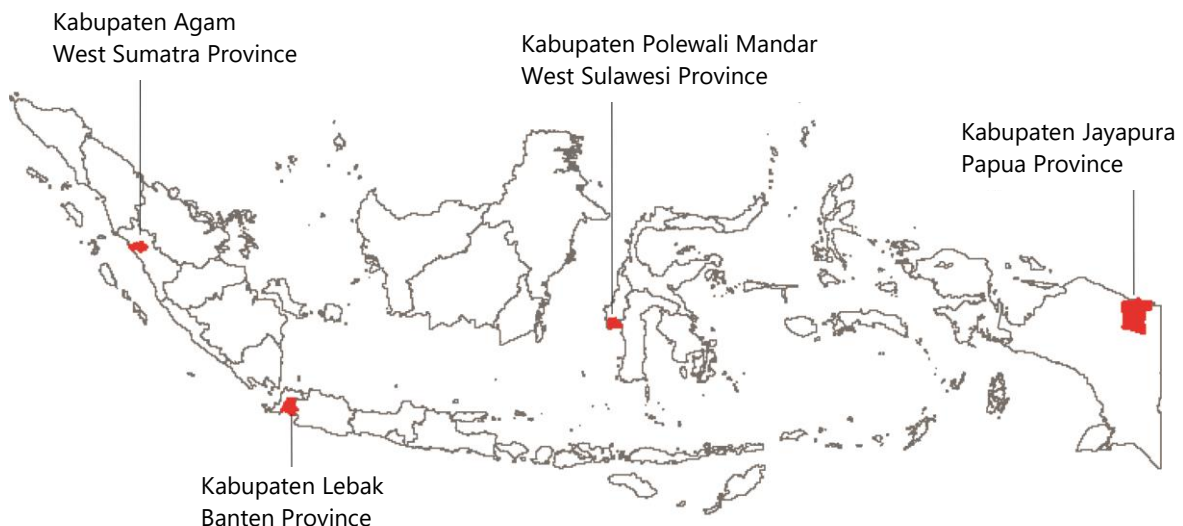 Kabupaten Agam
West Sumatra Province
Kabupaten Polewali Mandar
West Sulawesi Province
Kabupaten Jayapura
Papua Province
Kabupaten Lebak
Banten Province